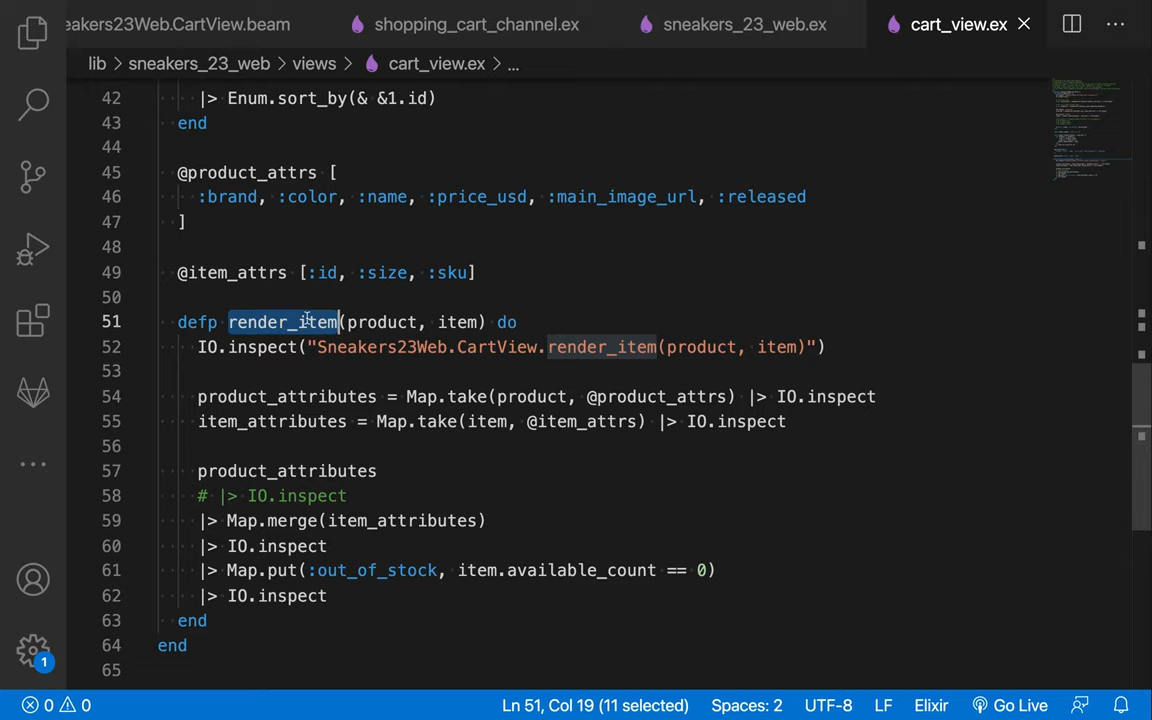 eakers23Web.CartView.beam shopping_cart_channel.ex sneakers_23_web.ex cart_view.ex
lib > sneakers_23_web > views > cart_view.ex > ...
42 |> Enum.sort_by(& &1.id)
43 end
44
45 @product_attrs [
46 :brand, :color, :name, :price_usd, :main_image_url, :released
47 ]
48
49 @item_attrs [:id, :size, :sku]
50
51 defp render_item(product, item) do
52 IO.inspect("Sneakers23Web.CartView.render_item(product, item)")
53
54 product_attributes = Map.take(product, @product_attrs) |> IO.inspect
55 item_attributes = Map.take(item, @item_attrs) |> IO.inspect
56
57 product_attributes
58 # |> IO.inspect
59 |> Map.merge(item_attributes)
60 |> IO.inspect
61 |> Map.put(:out_of_stock, item.available_count == 0)
62 |> IO.inspect
63 end
64 end
65
1
0 0 Ln 51, Col 19 (11 selected) Spaces: 2 UTF-8 LF Elixir Go Live